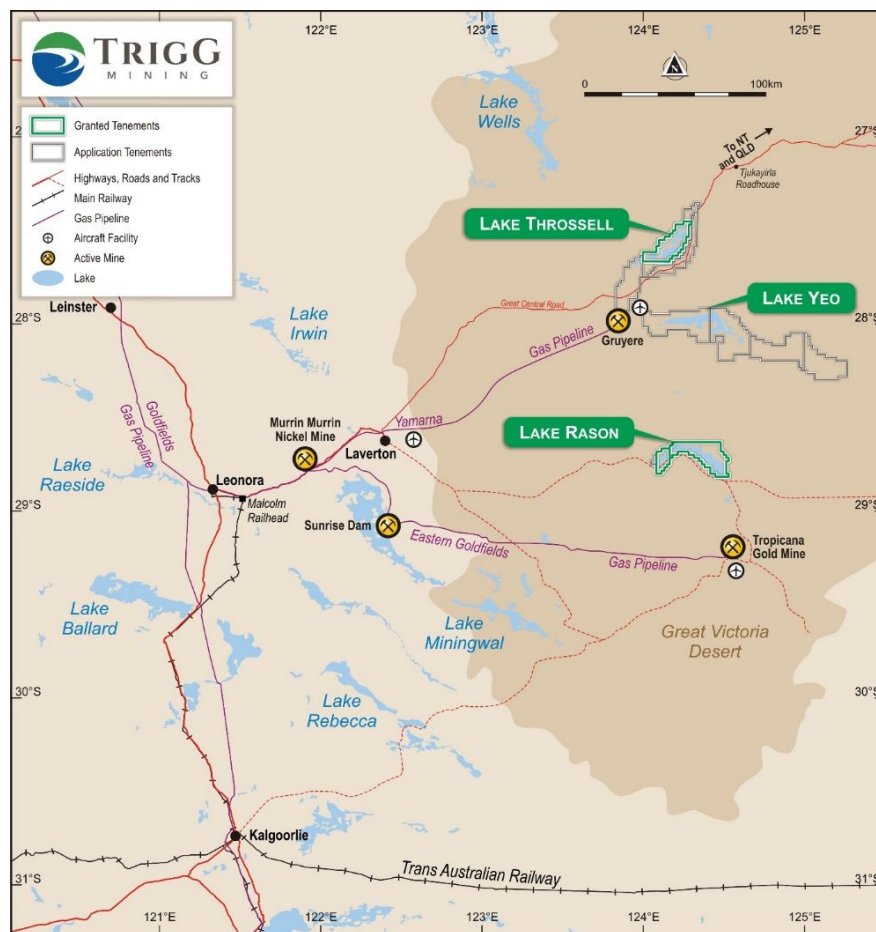 122°E
123°E
124°E
125°E
TRIGG
MINING
Granted Tenements
Application Tenements
Highways, Roads and Tracks
Main Railway
Gas Pipeline
Aircraft Facility
Active Mine
Lake
0
100km
Lake
Wells
27°S
To NT
and QLD
Tjukayirla
Roadhouse
LAKE THROSSELL
LAKE YEO
Leinster
Lake
Irwin
Great Central Road
28°S
Gruyere
Gas Pipeline
Goldfields
Gas Pipeline
Murrin Murrin
Nickel Mine
Yamarna
Laverton
LAKE RASON
Lake
Raeside
Leonora
Malcolm
Railhead
29°S
29°S
Sunrise Dam
Eastern Goldfields
Gas Pipeline
Tropicana
Gold Mine
Lake
Ballard
Lake
Miningwal
Great Victoria
Desert
30°S
30°S
Lake
Rebecca
Kalgoorlie
Trans Australian Railway
31°S
31°S
121°E
122°E
123°E
124°E
125°E